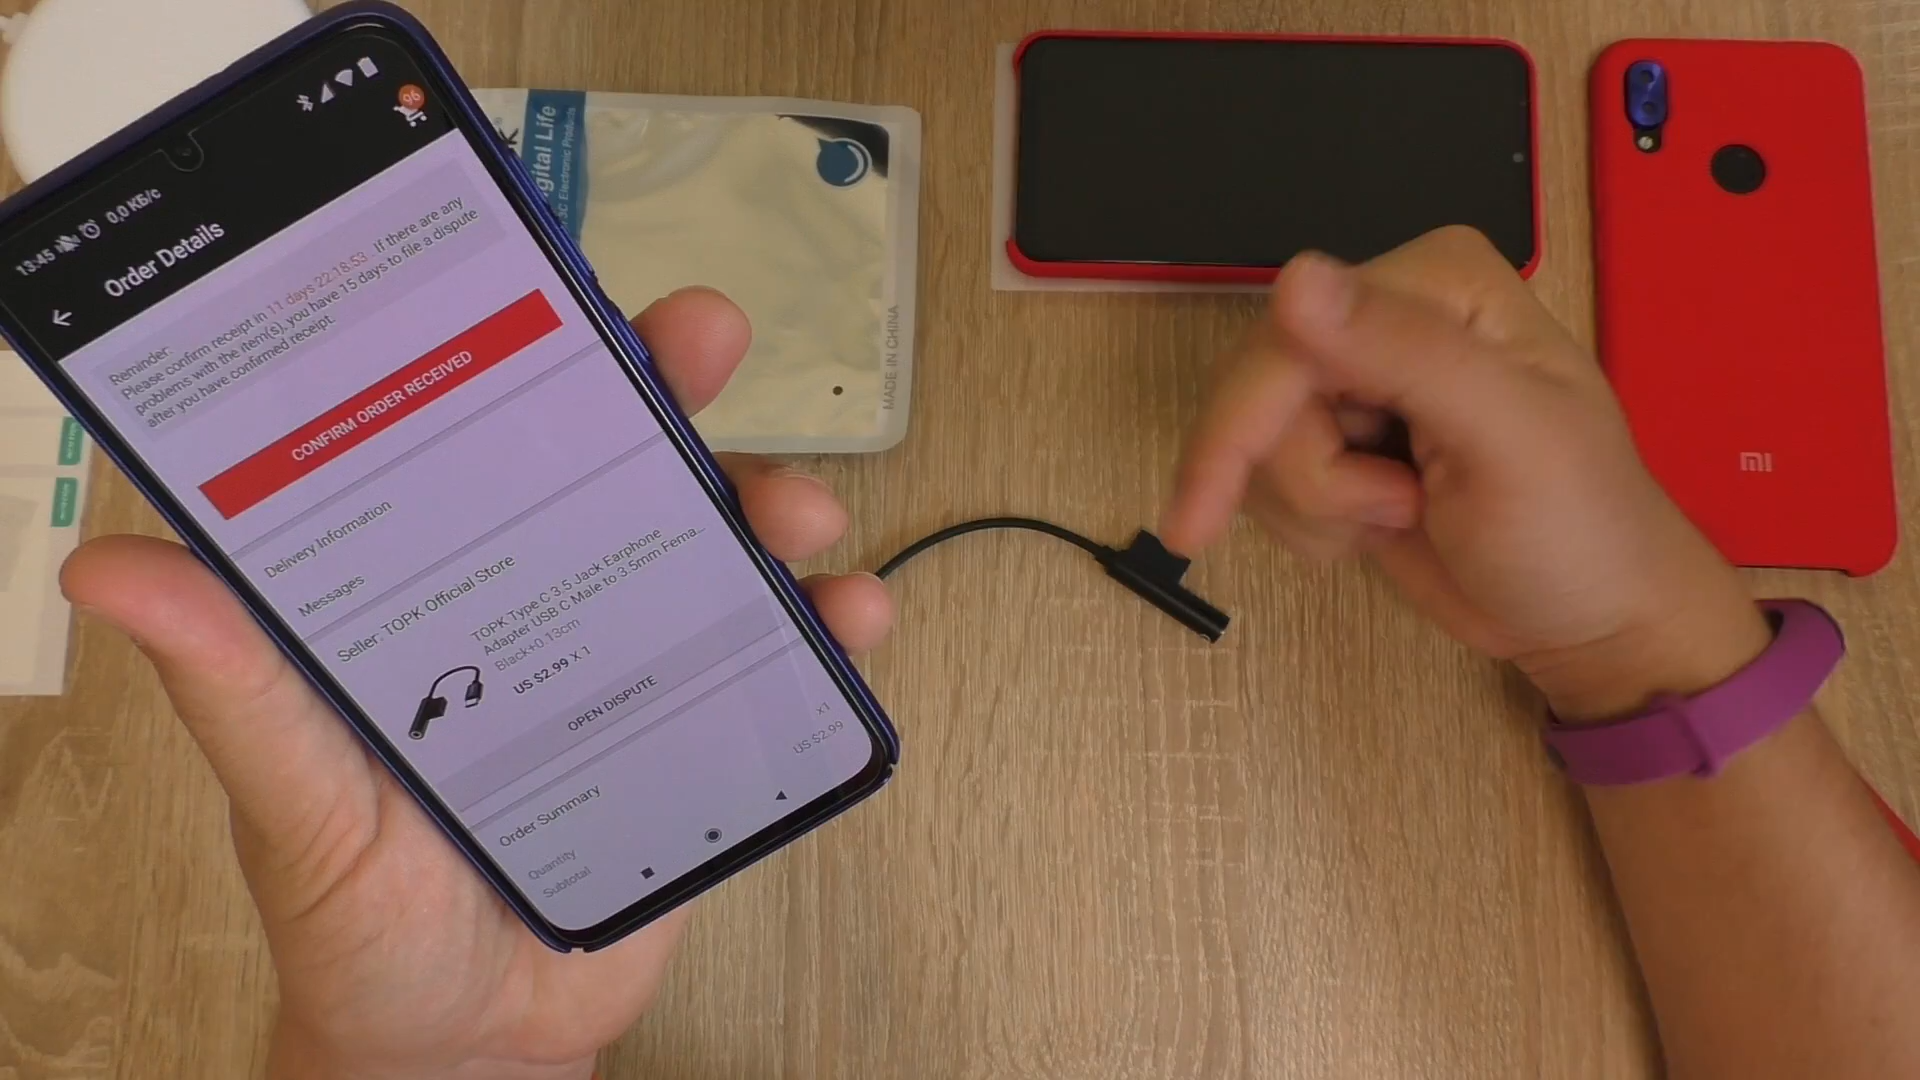 13:45 0,0 КБ/с
96
Order Details
Reminder:
Please confirm receipt in 11 days 22:18:53 . If there are any
problems with the item(s), you have 15 days to file a dispute
after you have confirmed receipt.
CONFIRM ORDER RECEIVED
Delivery Information
Messages
Seller: TOPK Official Store
TOPK Type C 3.5 Jack Earphone
Adapter USB C Male to 3.5mm Fema...
Black+0.13cm
US $2.99 X 1
OPEN DISPUTE
Order Summary
Quantity x1
Subtotal US $2.99
gital Life
3C Electronic Products
MADE IN CHINA
mi